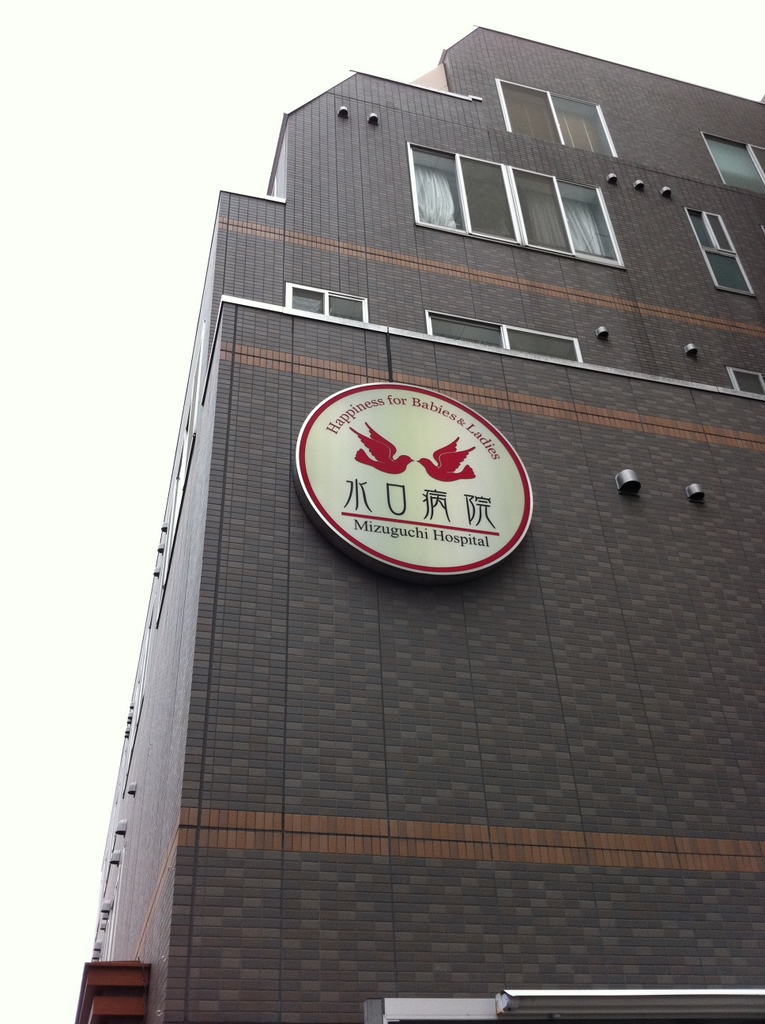 Happiness for Babies & Ladies
水口病院
Mizuguchi Hospital